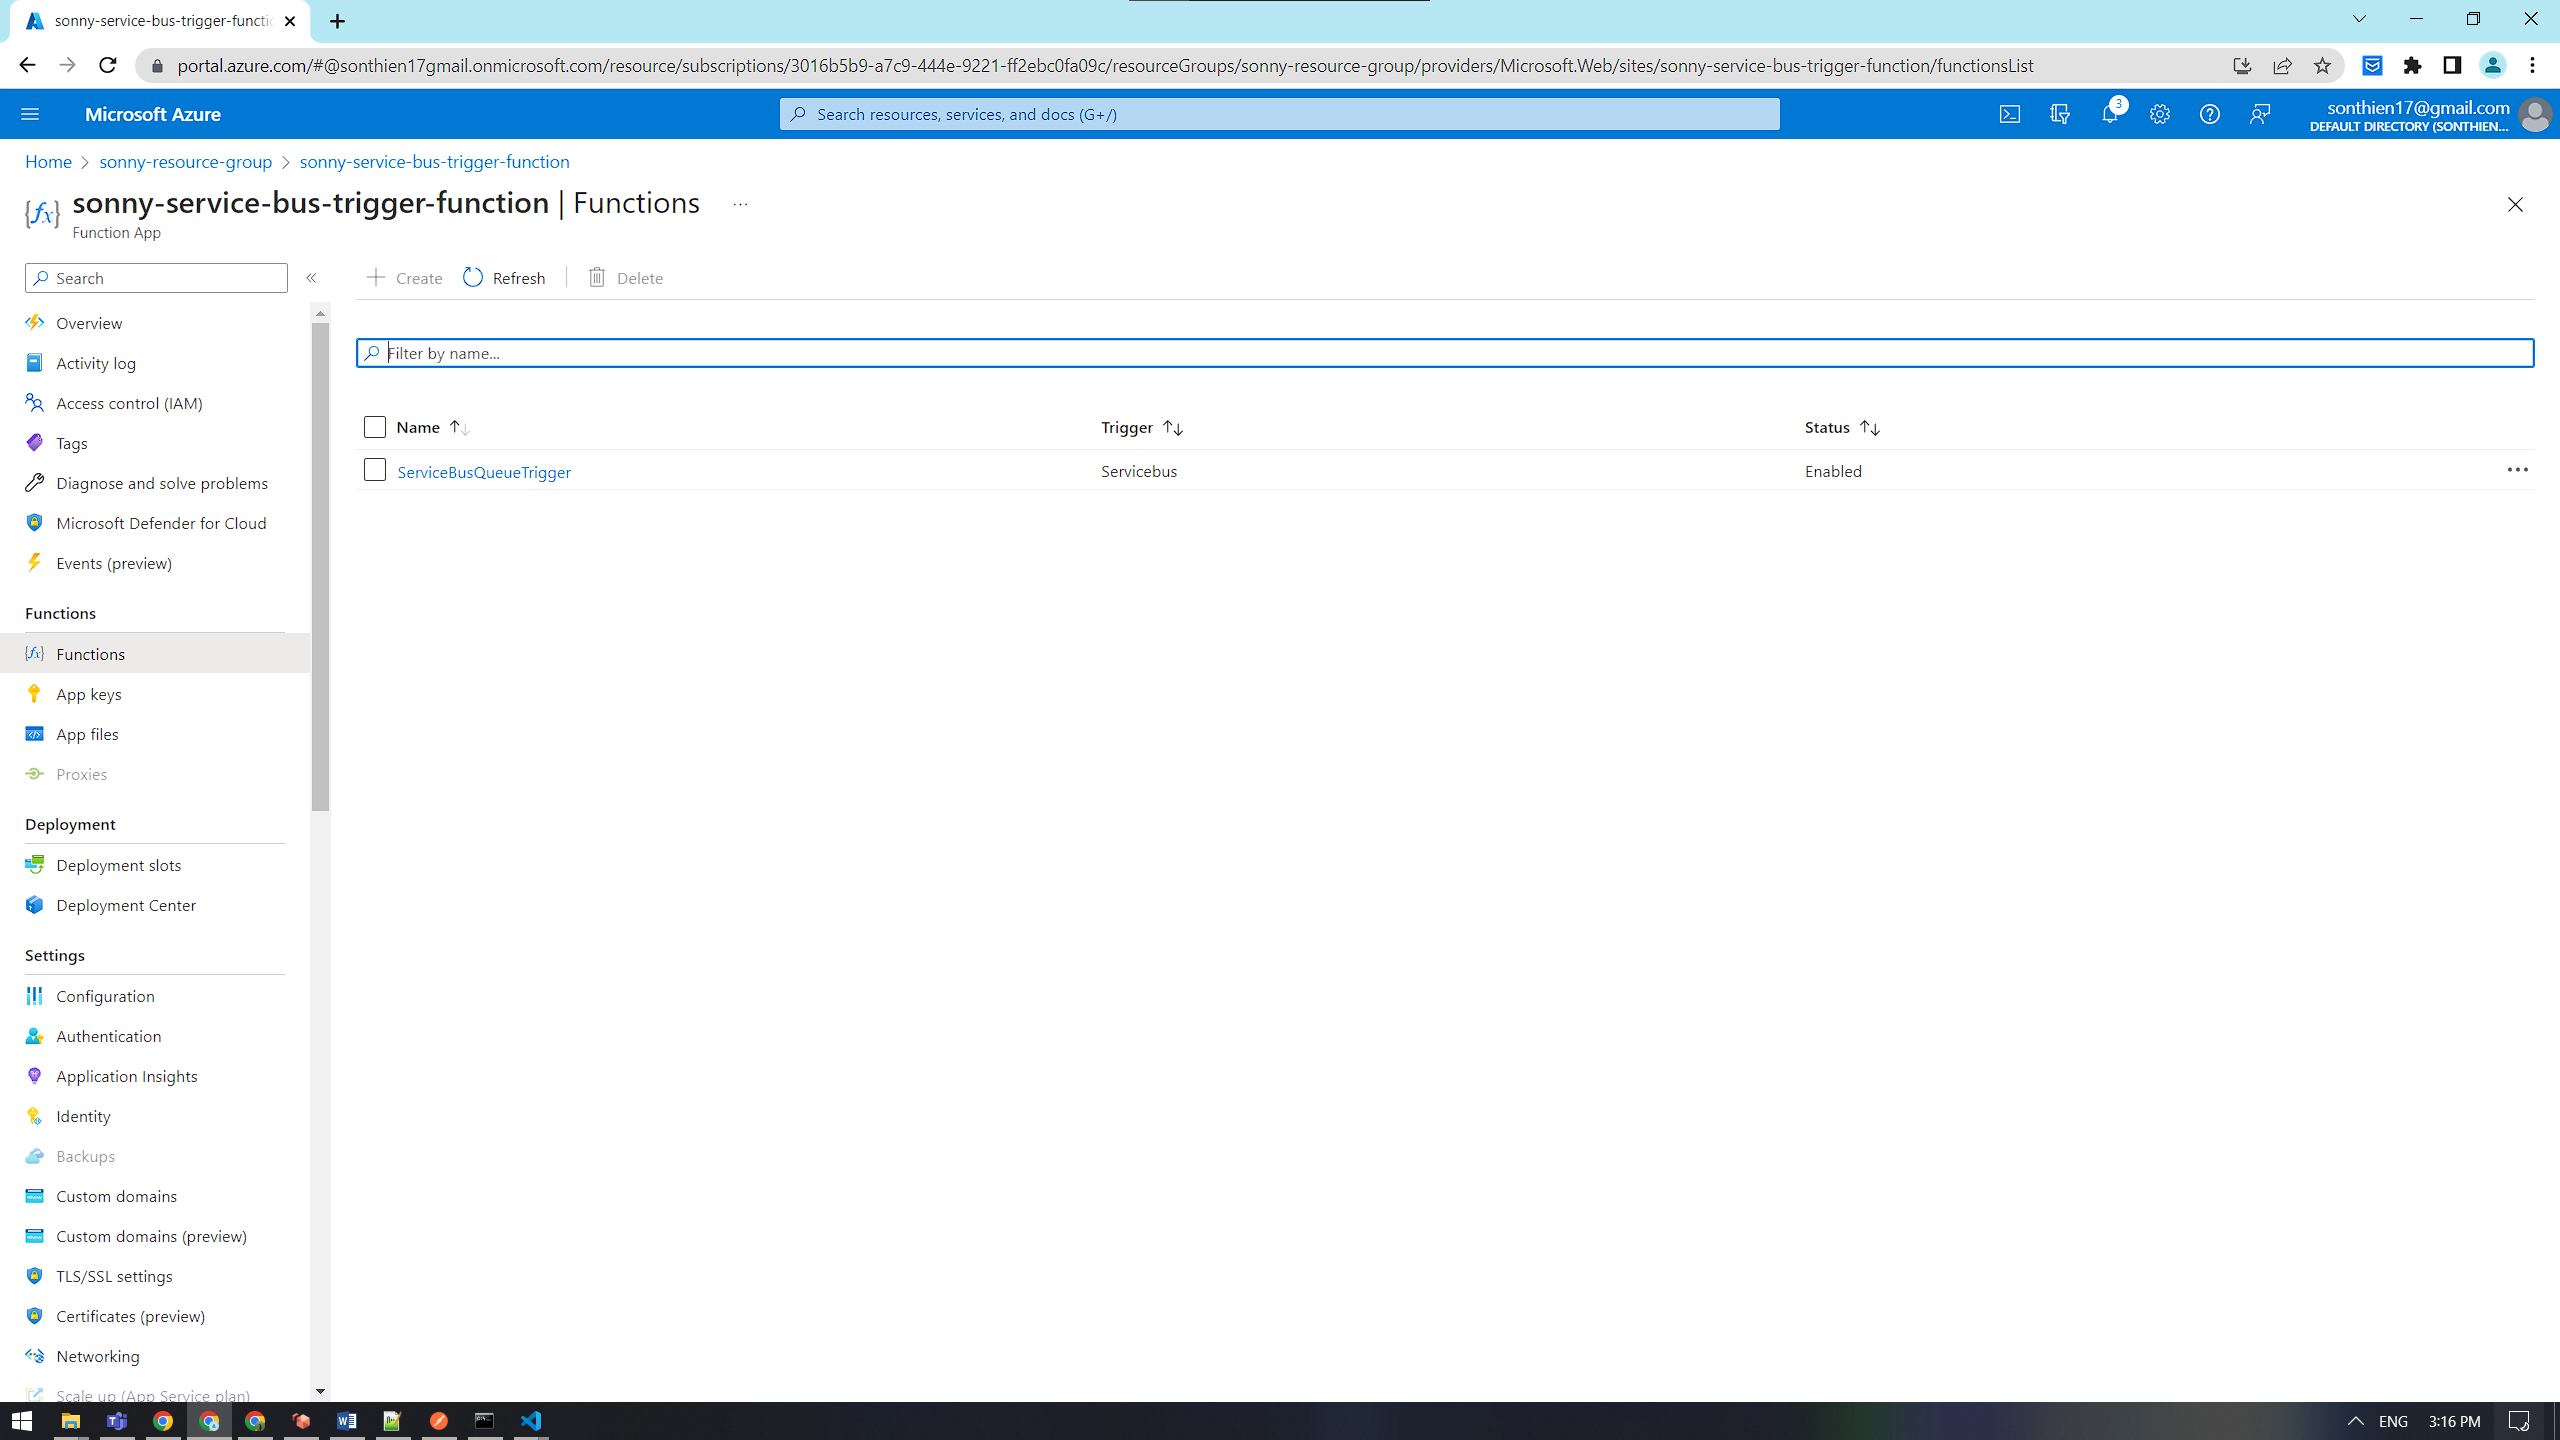 sonny-service-bus-trigger-functio
portal.azure.com/#@sonthien17gmail.onmicrosoft.com/resource/subscriptions/3016b5b9-a7c9-444e-9221-ff2ebc0fa09c/resourceGroups/sonny-resource-group/providers/Microsoft.Web/sites/sonny-service-bus-trigger-function/functionsList
Microsoft Azure
Search resources, services, and docs (G+/)
3
sonthien17@gmail.com
DEFAULT DIRECTORY (SONTHIEN...
Home > sonny-resource-group > sonny-service-bus-trigger-function
sonny-service-bus-trigger-function | Functions ...
Function App
Search
«
Create
Refresh
Delete
Overview
Activity log
Access control (IAM)
Tags
Diagnose and solve problems
Microsoft Defender for Cloud
Events (preview)
Functions
Functions
App keys
App files
Proxies
Deployment
Deployment slots
Deployment Center
Settings
Configuration
Authentication
Application Insights
Identity
Backups
Custom domains
Custom domains (preview)
TLS/SSL settings
Certificates (preview)
Networking
Scale up (App Service plan)
Filter by name...
Name ↑↓ Trigger ↑↓ Status ↑↓
ServiceBusQueueTrigger Servicebus Enabled ...
ENG 3:16 PM